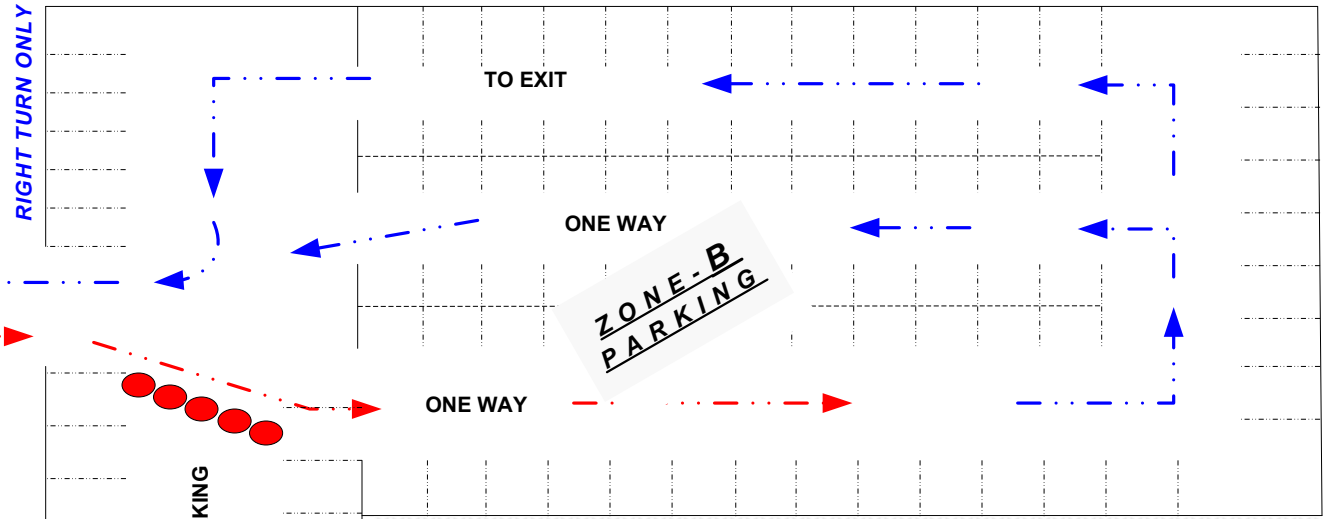 RIGHT TURN ONLY
TO EXIT
ONE WAY
ZONE-B
PARKING
ONE WAY
KING